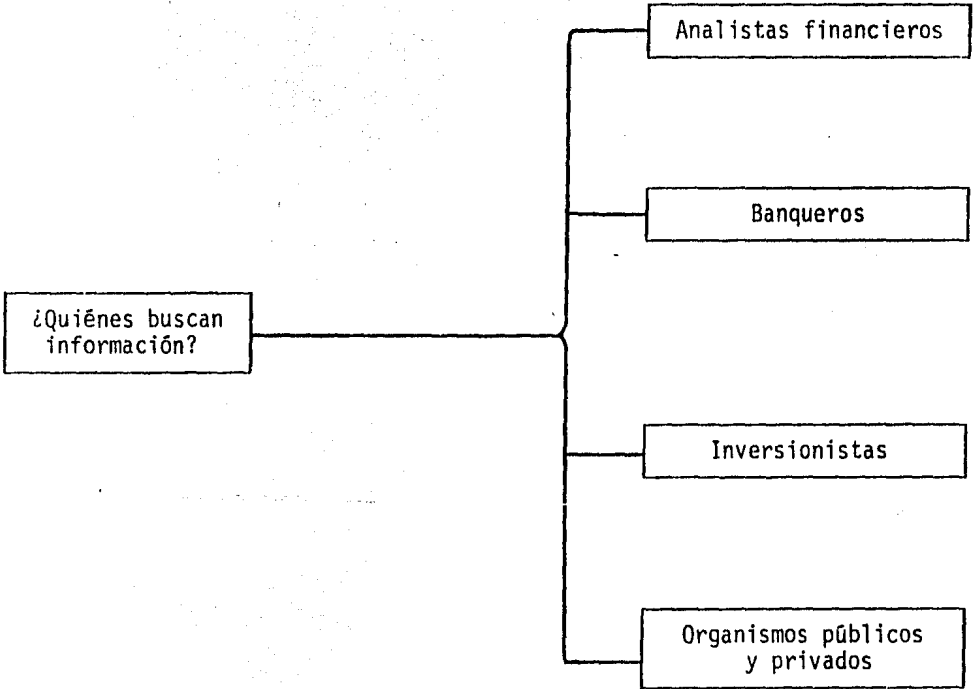 Analistas financieros
Banqueros
¿Quiénes buscan
información?
Inversionistas
Organismos públicos
y privados